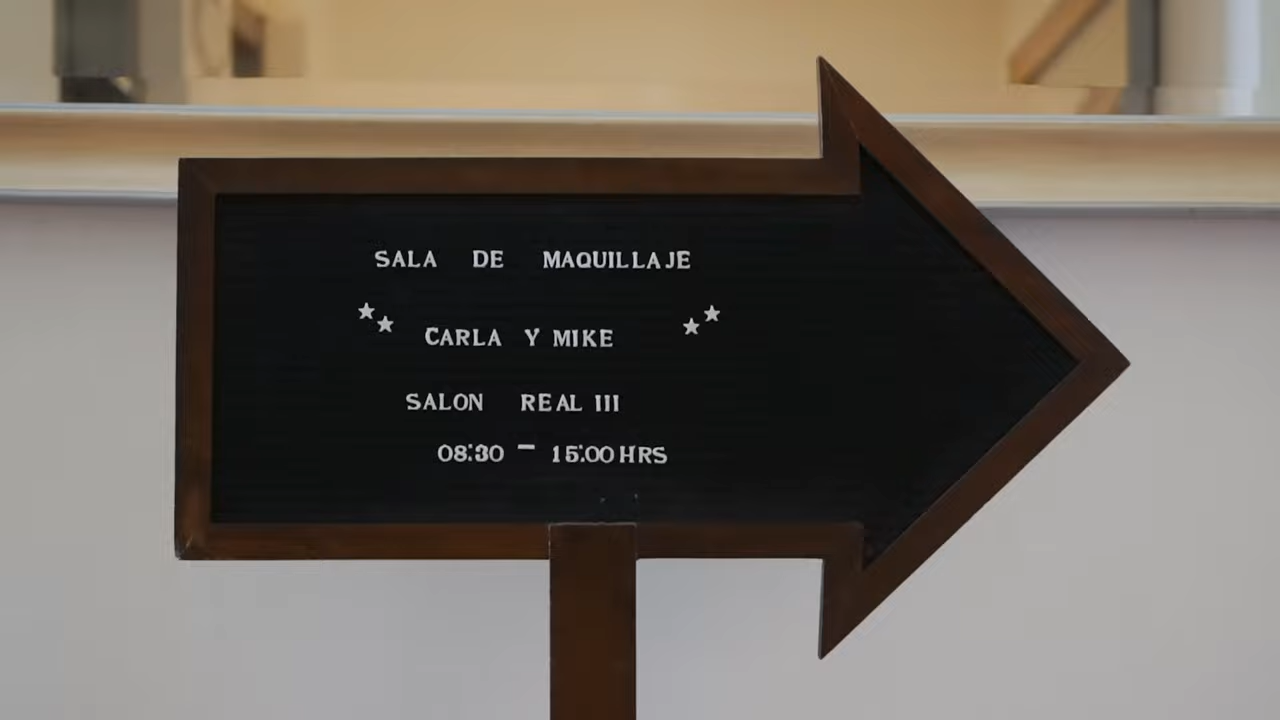 SALA DE MAQUILLAJE
CARLA Y MIKE
SALON REAL III
08:30 - 15:00 HRS